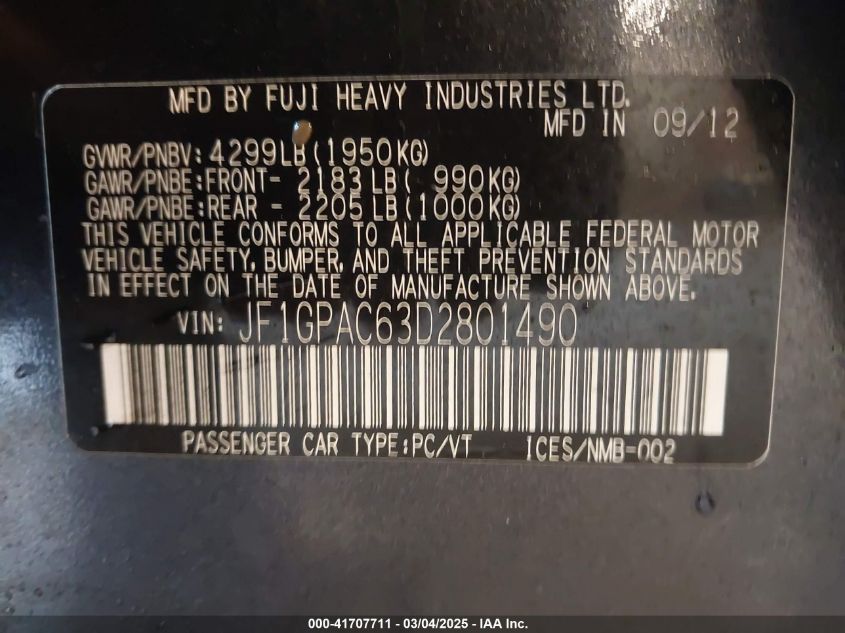 MFD BY FUJI HEAVY INDUSTRIES LTD.
MFD IN 09/12
GVWR/PNBV: 4299LB(1950KG)
GAWR/PNBE:FRONT- 2183LB( 990KG)
GAWR/PNBE:REAR - 2205LB(1000KG)
THIS VEHICLE CONFORMS TO ALL APPLICABLE FEDERAL MOTOR
VEHICLE SAFETY, BUMPER, AND THEFT PREVENTION STANDARDS
IN EFFECT ON THE DATE OF MANUFACTURE SHOWN ABOVE.
VIN: JF1GPAC63D2801490
PASSENGER CAR TYPE:PC/VT ICES/NMB-002
000-41707711 - 03/04/2025 - IAA Inc.